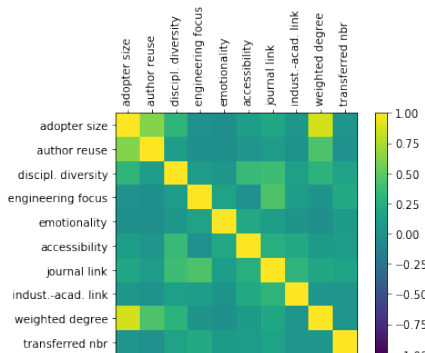 adopter size
author reuse
discipl. diversity
engineering focus
emotionality
accessibility
journal link
indust.-acad. link
weighted degree
transferred nbr
adopter size
author reuse
discipl. diversity
engineering focus
emotionality
accessibility
journal link
indust.-acad. link
weighted degree
transferred nbr
1.00
0.75
0.50
0.25
0.00
−0.25
−0.50
−0.75
−1.00